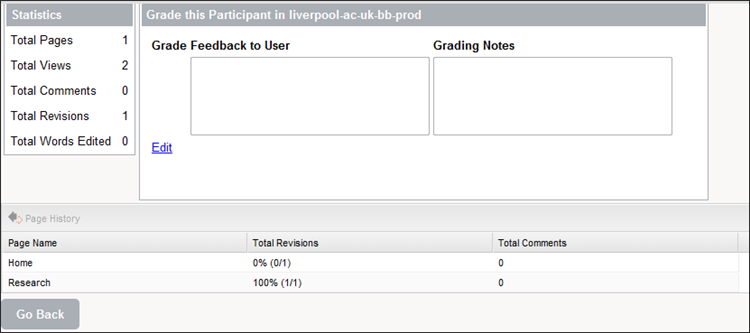 Statistics
Total Pages 1
Total Views 2
Total Comments 0
Total Revisions 1
Total Words Edited 0
Grade this Participant in liverpool-ac-uk-bb-prod
Grade Feedback to User Grading Notes
Edit
Page History
Page Name Total Revisions Total Comments
Home 0% (0/1) 0
Research 100% (1/1) 0
Go Back